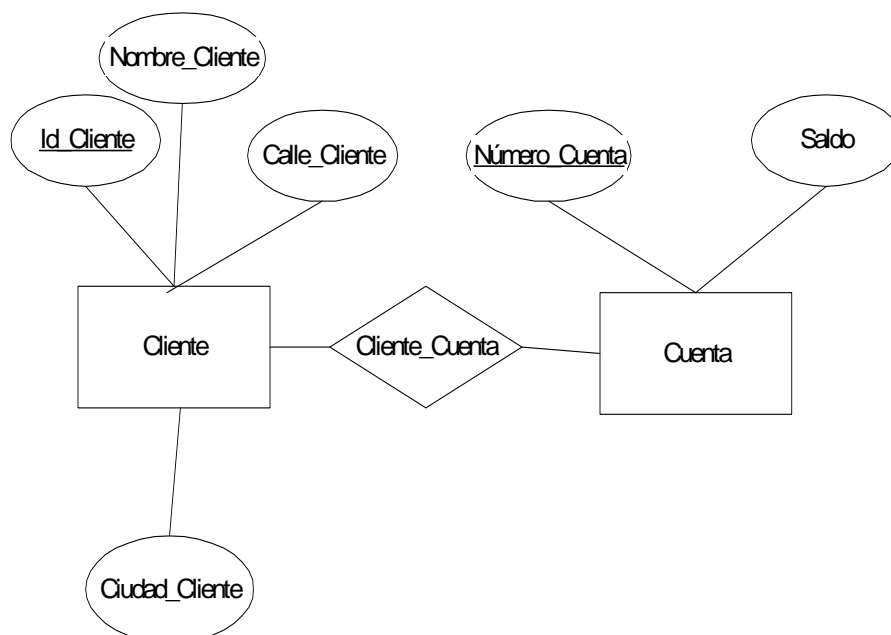 Nombre_Cliente
Id_Cliente
Calle_Cliente
Número_Cuenta
Saldo
Cliente
Cliente_Cuenta
Cuenta
Ciudad_Cliente